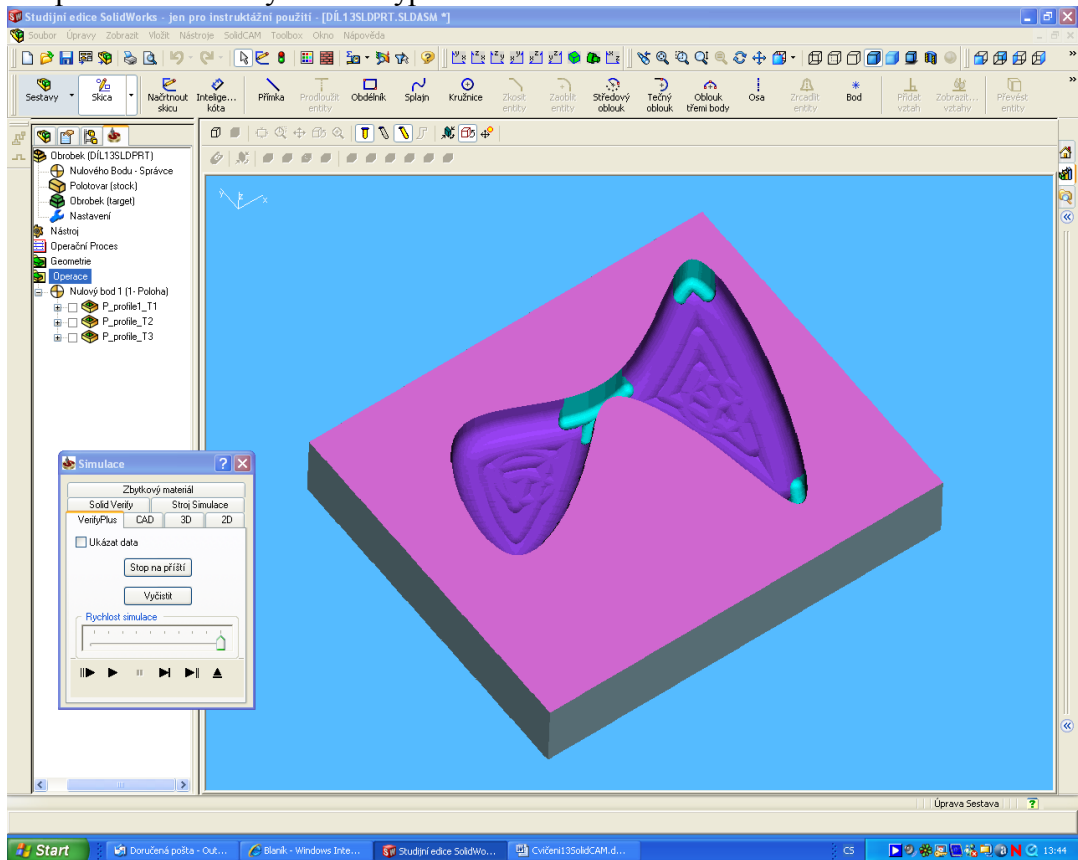 Studijní edice SolidWorks - jen pro instruktážní použití - [DÍL13SLDPRT.SLDASM *]
Soubor Úpravy Zobrazit Vložit Nástroje SolidCAM Toolbox Okno Nápověda
Sestavy Skica Načrtnout skicu Intelige... kóta Přímka Prodloužit entity Obdélník Splajn Kružnice Zkosit entity Zaoblit entity Středový oblouk Tečný oblouk Oblouk třemi body Osa Zrcadlit entity Bod Přidat vztah Zobrazit... vztahy Převést entity
Obrobek (DÍL13SLDPRT)
Nulového Bodu - Správce
Polotovar (stock)
Obrobek (target)
Nastavení
Nástroj
Operační Proces
Geometrie
Operace
Nulový bod 1 (1- Poloha)
P_profile1_T1
P_profile_T2
P_profile_T3
Simulace
Zbytkový materiál
Solid Verify Stroj Simulace
VerifyPlus CAD 3D 2D
Ukázat data
Stop na příští
Vyčistit
Rychlost simulace
Úprava Sestava
Start Doručená pošta - Out... Blaník - Windows Inte... Studijní edice SolidWo... Cvičeni13SolidCAM.d... CS 13:44